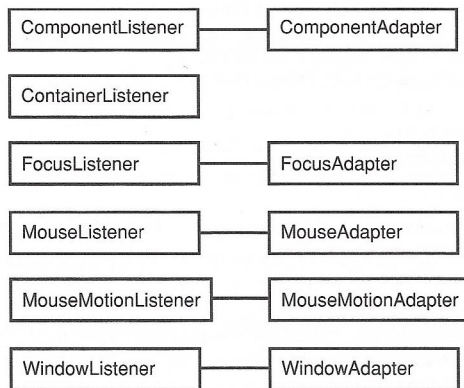 ComponentListener ComponentAdapter
ContainerListener
FocusListener FocusAdapter
MouseListener MouseAdapter
MouseMotionListener MouseMotionAdapter
WindowListener WindowAdapter